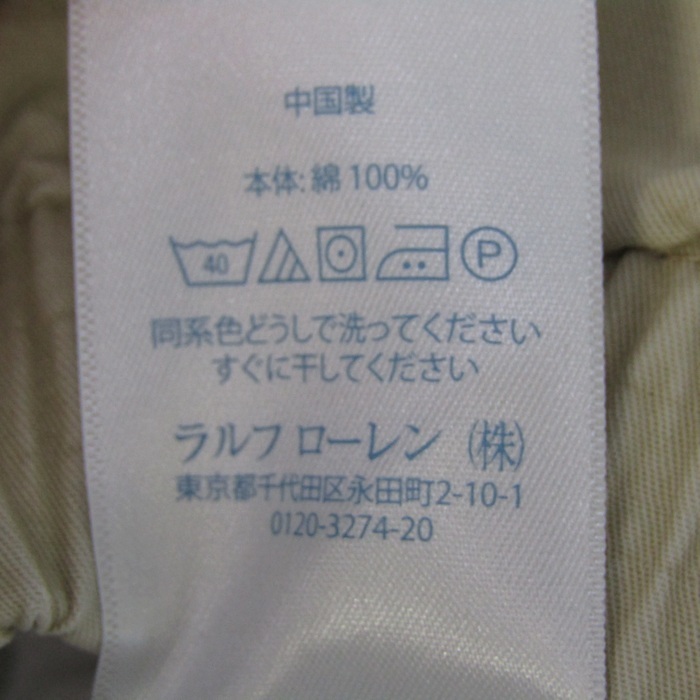 中国製
本体: 綿 100%
40 P
同系色どうしで洗ってください
すぐに干してください
ラルフ ローレン (株)
東京都千代田区永田町2-10-1
0120-3274-20